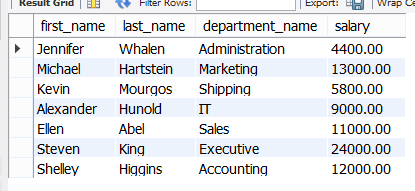 Result Grid Filter Rows: Export: Wrap Ce
first_name last_name department_name salary
Jennifer Whalen Administration 4400.00
Michael Hartstein Marketing 13000.00
Kevin Mourgos Shipping 5800.00
Alexander Hunold IT 9000.00
Ellen Abel Sales 11000.00
Steven King Executive 24000.00
Shelley Higgins Accounting 12000.00